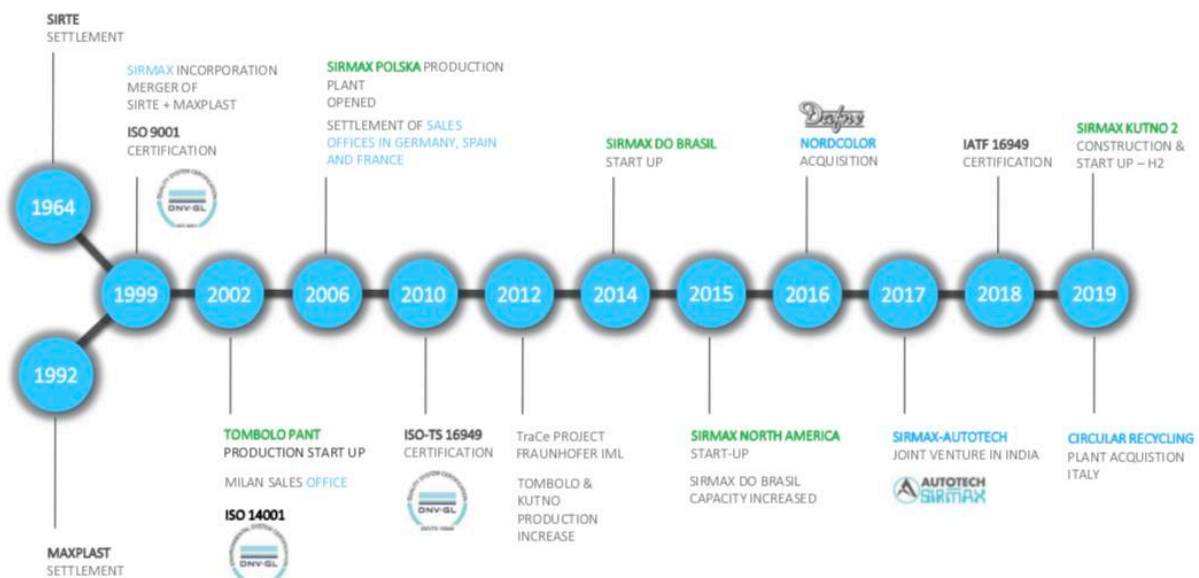 SIRTE
SETTLEMENT
SIRMAX INCORPORATION
MERGER OF
SIRTE + MAXPLAST
ISO 9001
CERTIFICATION
DNV·GL
SIRMAX POLSKA PRODUCTION
PLANT
OPENED
SETTLEMENT OF SALES
OFFICES IN GERMANY, SPAIN
AND FRANCE
SIRMAX DO BRASIL
START UP
NORDCOLOR
ACQUISITION
IATF 16949
CERTIFICATION
SIRMAX KUTNO 2
CONSTRUCTION &
START UP – H2
1964
1999
2002
2006
2010
2012
2014
2015
2016
2017
2018
2019
1992
MAXPLAST
SETTLEMENT
TOMBOLO PANT
PRODUCTION START UP
MILAN SALES OFFICE
ISO 14001
DNV·GL
ISO-TS 16949
CERTIFICATION
DNV·GL
TraCe PROJECT
FRAUNHOFER IML
TOMBOLO &
KUTNO
PRODUCTION
INCREASE
SIRMAX NORTH AMERICA
START-UP
SIRMAX DO BRASIL
CAPACITY INCREASED
SIRMAX-AUTOTECH
JOINT VENTURE IN INDIA
AUTOTECH
SIRMAX
CIRCULAR RECYCLING
PLANT ACQUISTION
ITALY